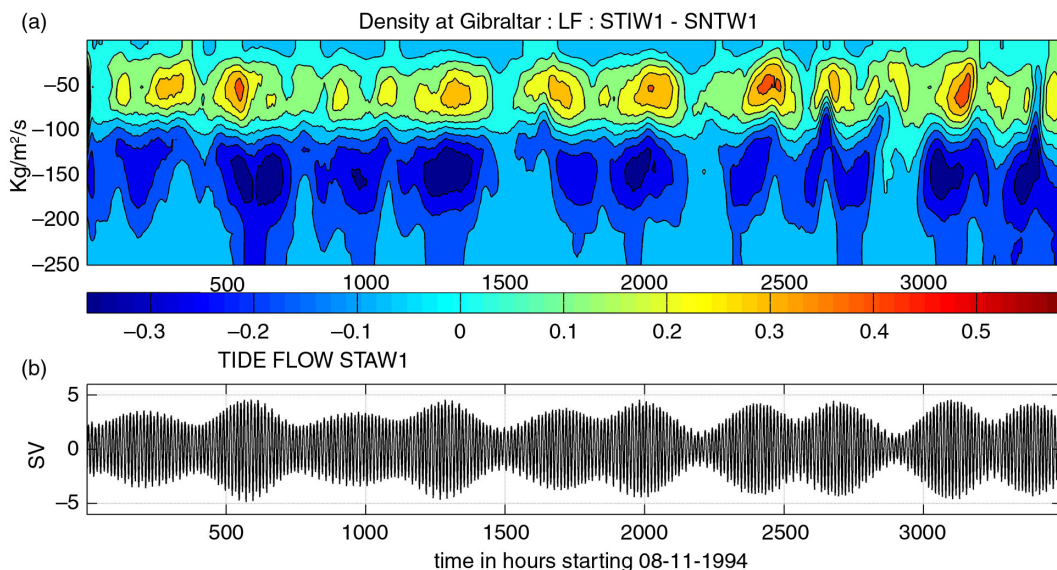 (a)
Density at Gibraltar : LF : STIW1 - SNTW1
Kg/m²/s
−50
−100
−150
−200
−250
500 1000 1500 2000 2500 3000
−0.3 −0.2 −0.1 0 0.1 0.2 0.3 0.4 0.5
(b)
TIDE FLOW STAW1
SV
5
0
−5
500 1000 1500 2000 2500 3000
time in hours starting 08-11-1994